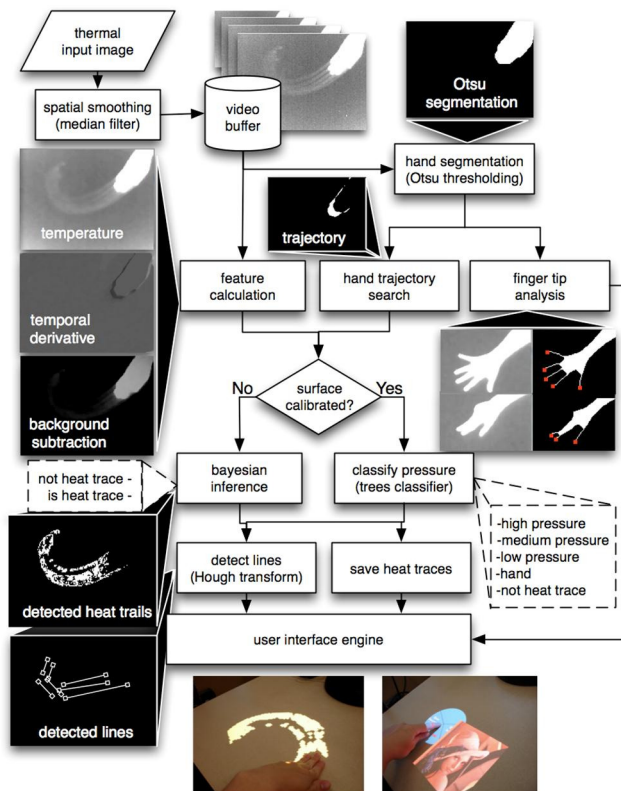 thermal
input image
spatial smoothing
(median filter)
video
buffer
Otsu
segmentation
hand segmentation
(Otsu thresholding)
temperature
trajectory
feature
calculation
hand trajectory
search
finger tip
analysis
temporal
derivative
background
subtraction
No
surface
calibrated?
Yes
not heat trace -
is heat trace -
bayesian
inference
classify pressure
(trees classifier)
-high pressure
-medium pressure
-low pressure
-hand
-not heat trace
detected heat trails
detect lines
(Hough transform)
save heat traces
user interface engine
detected lines